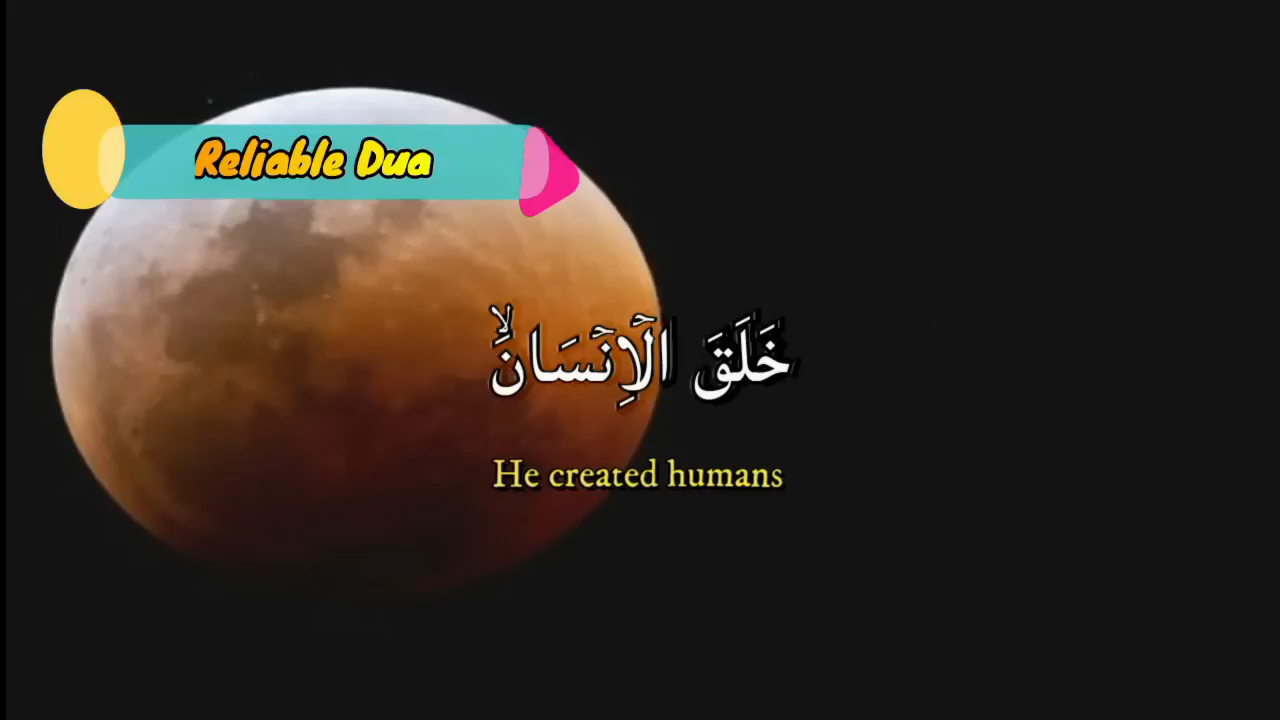 Reliable Dua
خَلَقَ الۡاِنۡسَانَۙ
He created humans